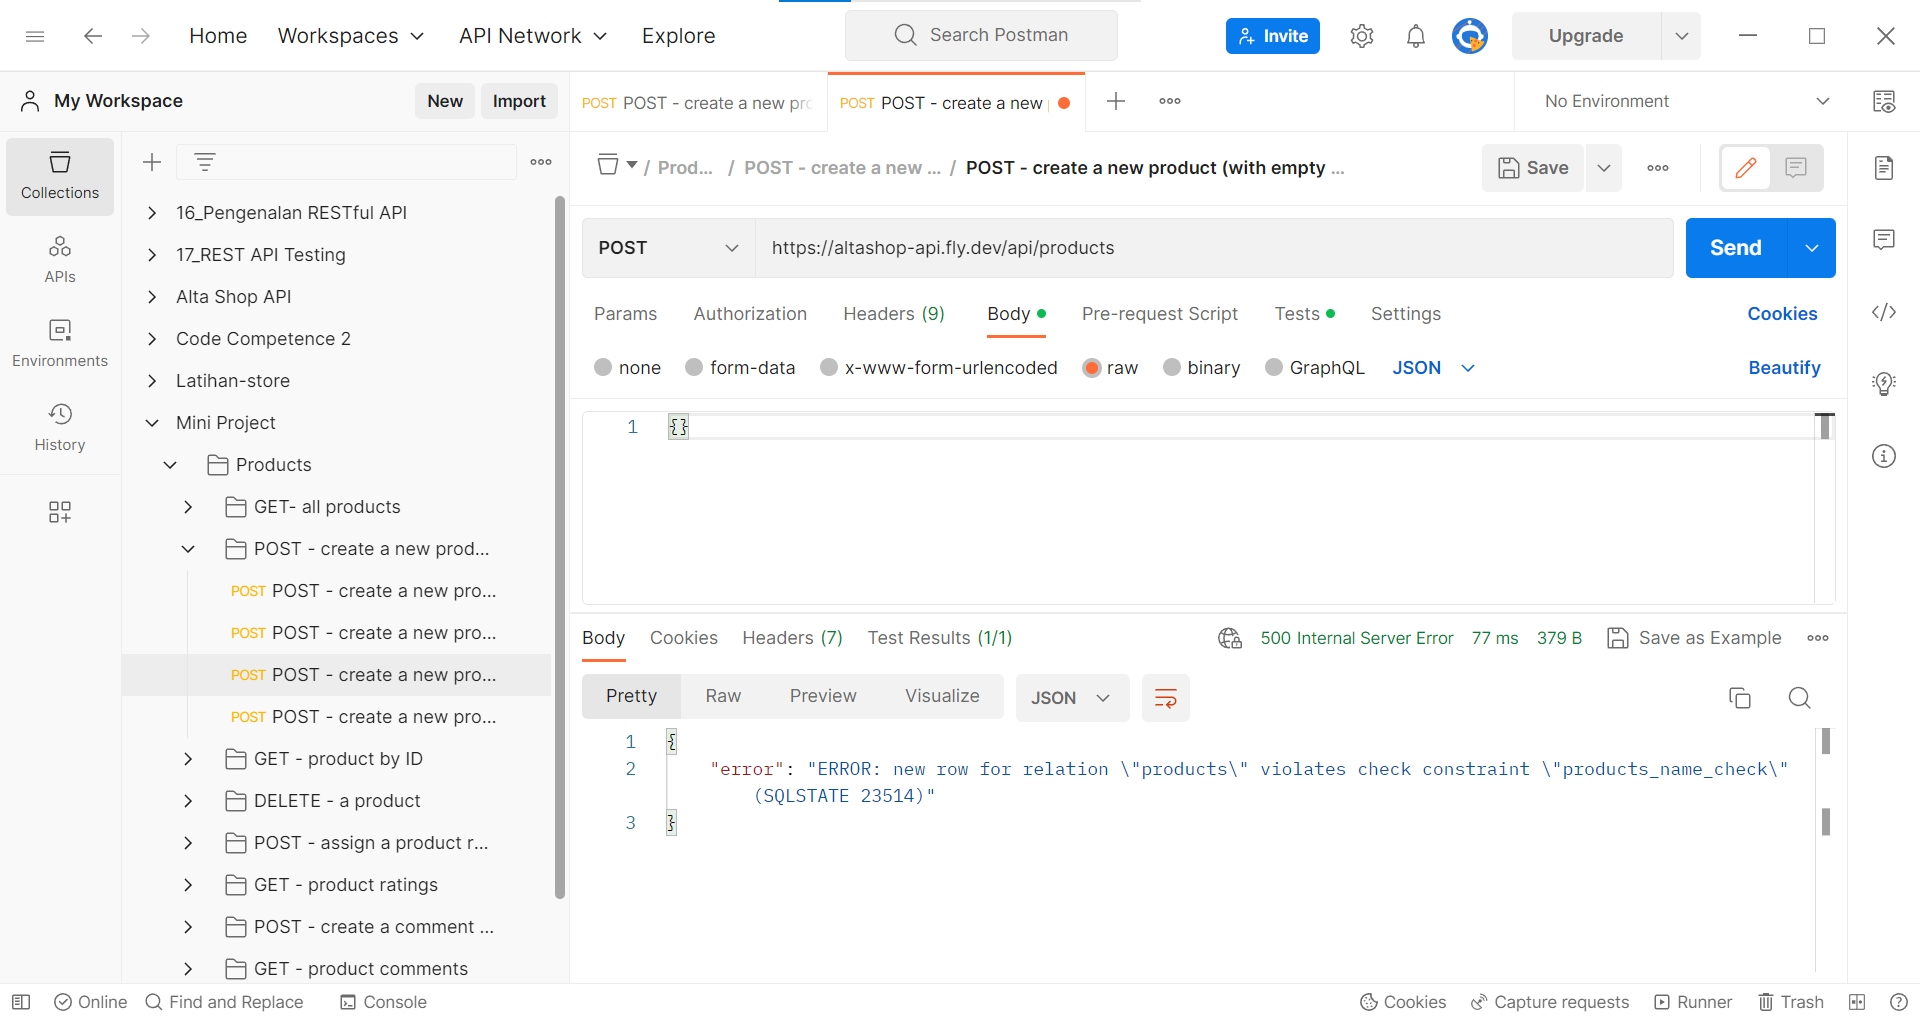 Home Workspaces API Network Explore Search Postman Invite Upgrade
My Workspace New Import POST POST - create a new pro POST POST - create a new No Environment
Prod... / POST - create a new ... / POST - create a new product (with empty ... Save
Collections
APIs
Environments
History
16_Pengenalan RESTful API
17_REST API Testing
Alta Shop API
Code Competence 2
Latihan-store
Mini Project
Products
GET- all products
POST - create a new prod...
POST POST - create a new pro...
POST POST - create a new pro...
POST POST - create a new pro...
POST POST - create a new pro...
GET - product by ID
DELETE - a product
POST - assign a product r...
GET - product ratings
POST - create a comment ...
GET - product comments
POST https://altashop-api.fly.dev/api/products Send
Params Authorization Headers (9) Body Pre-request Script Tests Settings Cookies
none form-data x-www-form-urlencoded raw binary GraphQL JSON Beautify
1 {}
Body Cookies Headers (7) Test Results (1/1) 500 Internal Server Error 77 ms 379 B Save as Example
Pretty Raw Preview Visualize JSON
1 {
2 "error": "ERROR: new row for relation \"products\" violates check constraint \"products_name_check\"
(SQLSTATE 23514)"
3 }
Online Find and Replace Console Cookies Capture requests Runner Trash